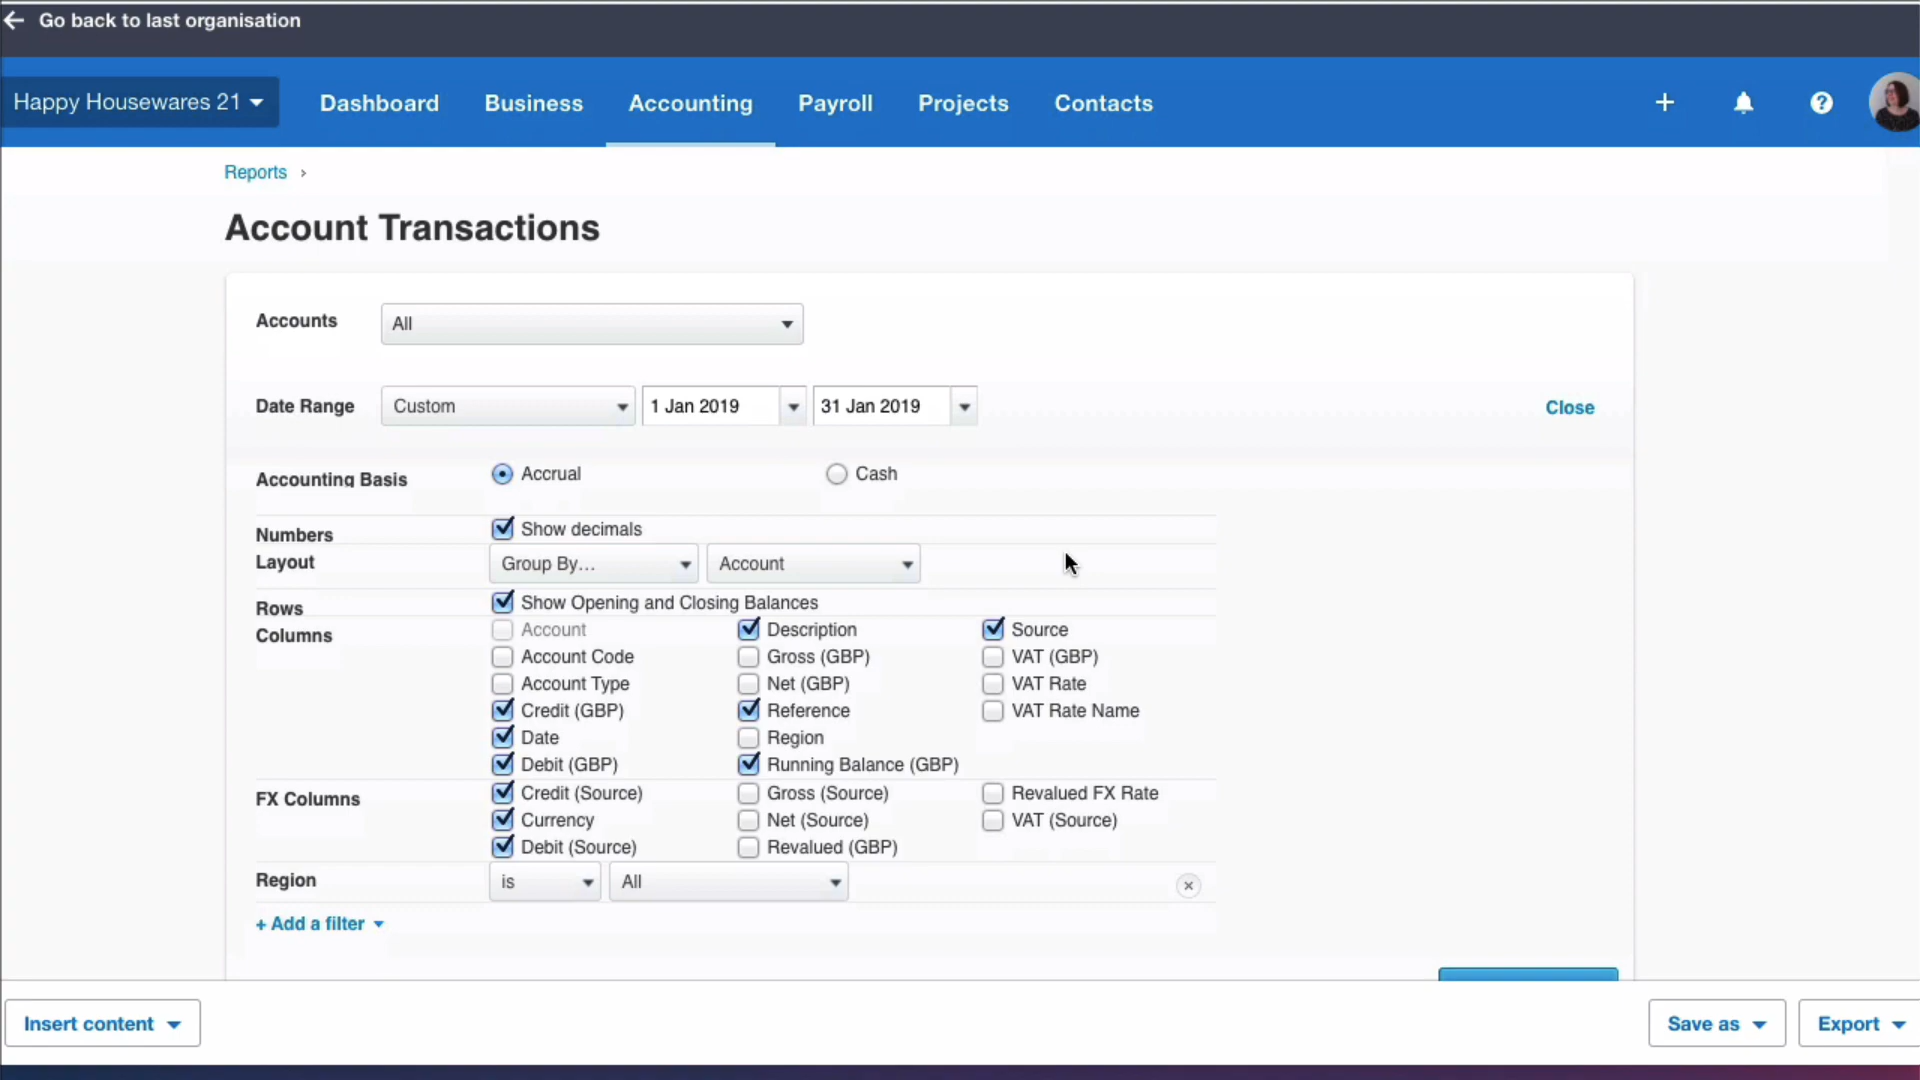 Go back to last organisation
Happy Housewares 21 Dashboard Business Accounting Payroll Projects Contacts
Reports
Account Transactions
Accounts All
Date Range Custom 1 Jan 2019 31 Jan 2019 Close
Accounting Basis Accrual Cash
Numbers Show decimals
Layout Group By... Account
Rows Show Opening and Closing Balances
Columns Account Description Source
Account Code Gross (GBP) VAT (GBP)
Account Type Net (GBP) VAT Rate
Credit (GBP) Reference VAT Rate Name
Date Region
Debit (GBP) Running Balance (GBP)
FX Columns Credit (Source) Gross (Source) Revalued FX Rate
Currency Net (Source) VAT (Source)
Debit (Source) Revalued (GBP)
Region is All
+ Add a filter
Insert content Save as Export